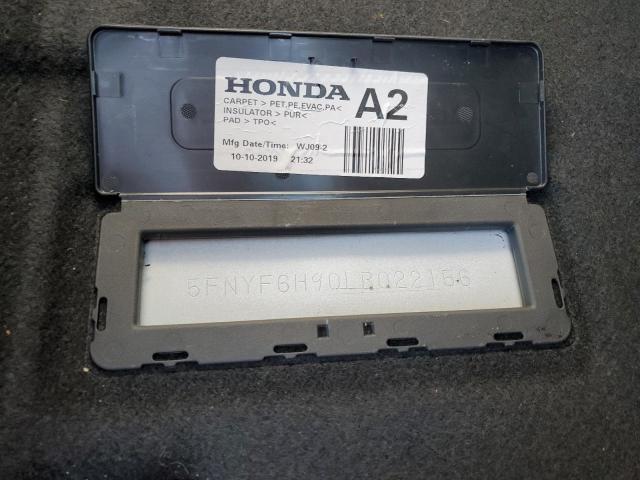 HONDA A2
CARPET > PET,PE,EVAC,PA<
INSULATOR > PUR<
PAD > TPO<
Mfg Date/Time: WJ09-2
10-10-2019 21:32
5FNYF6H90LB022156